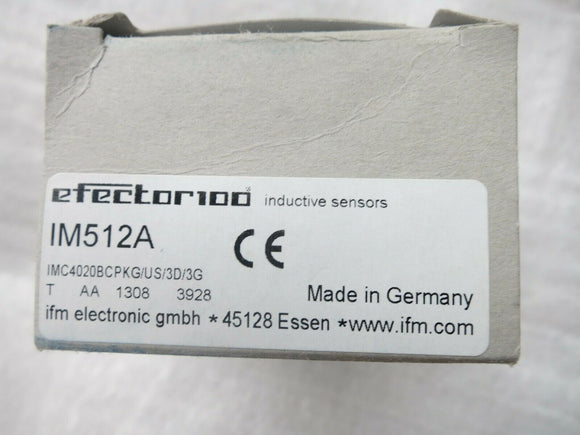 efector100® inductive sensors
IM512A CE
IMC4020BCPKG/US/3D/3G
T AA 1308 3928 Made in Germany
ifm electronic gmbh * 45128 Essen *www.ifm.com